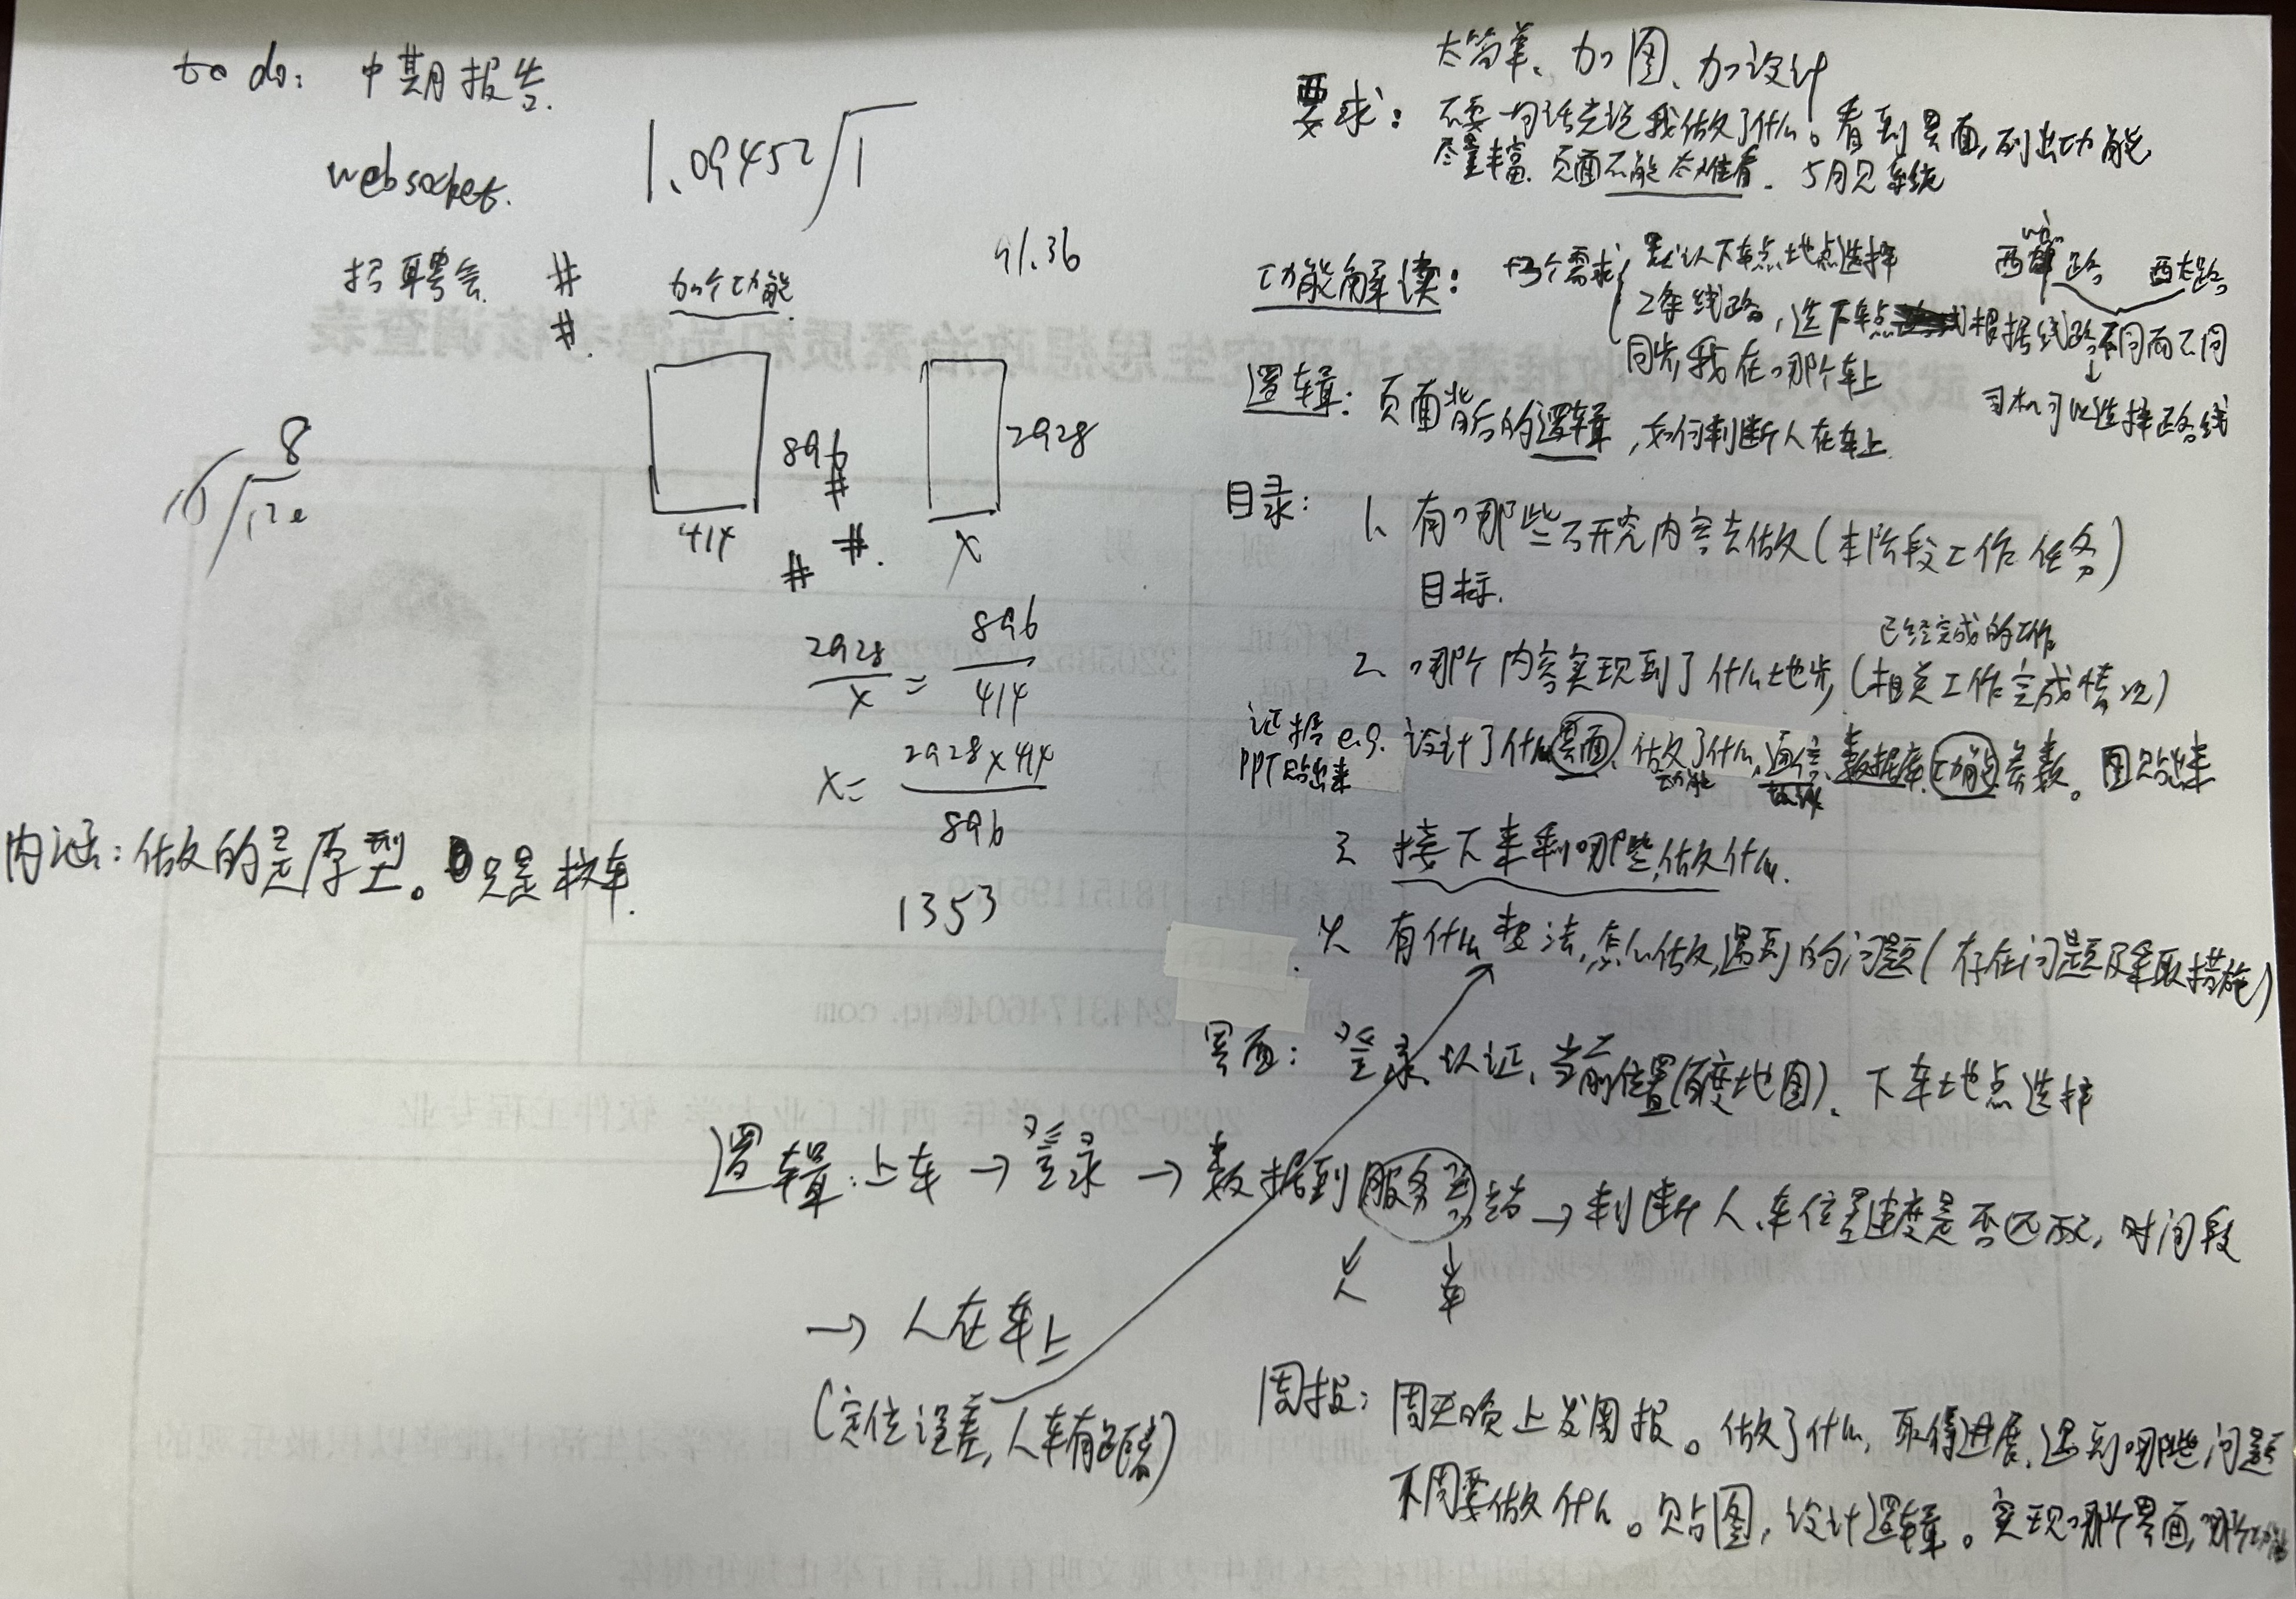 to do: 中期报告.
websocket.
招聘会. #
#.
1.09452 1
91.36
加个功能
896
414
#
#.
#
2928
x
8
16 120
2928/x = 896/414
x = 2928×414/896
1353
内涵:做的是原型。只是校车.
太简单、加图、加设计
要求:不要一句话先说我做了什么。看到界面,列出功能
尽量丰富.页面不能太难看. 5月见系统
功能解读: 个需求
默认下车点地点选择
2条线路,选下车点根据线路不同而不同
同步,我在哪个车上
西太路
司机可以选择路线
逻辑:页面背后的逻辑,如何判断人在车上.
目录: 1、有哪些研究内容去做(本阶段工作任务)
目标.
已经完成的工作
2、哪个内容实现到了什么地步,(相关工作完成情况)
证据 e.g. 设计了什么界面、做了什么,通信、数据库、功能、参数。图贴出来
PPT贴出来 功能
3 接下来剩哪些,做什么.
4 有什么想法,怎么做,遇到的问题(存在问题及采取措施)
界面: 登录认证、当前位置(百度地图)、下车地点选择
逻辑:上车→登录→数据到服务器→判断人、车位置速度是否匹配,时间段
人 车
→ 人在车上
(定位误差,人车有距离)
周报:周天晚上发周报。做了什么,取得进展,遇到哪些问题
下周要做什么。贴图,设计逻辑。实现哪个界面,哪个功能